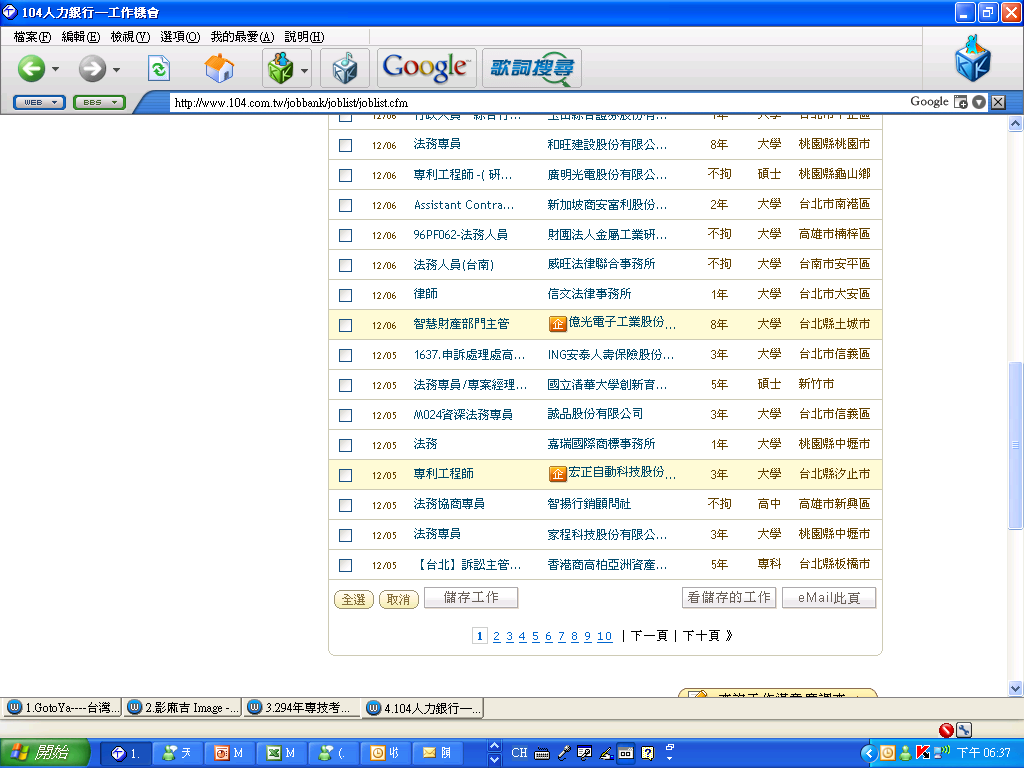 104人力銀行—工作機會
檔案(F) 編輯(E) 檢視(V) 選項(O) 我的最愛(A) 說明(H)
Google 歌詞搜尋
WEB BBS http://www.104.com.tw/jobbank/joblist/joblist.cfm Google
12/06 法務專員 和旺建設股份有限公... 8年 大學 桃園縣桃園市
12/06 專利工程師 -( 研... 廣明光電股份有限公... 不拘 碩士 桃園縣龜山鄉
12/06 Assistant Contra... 新加坡商安富利股份... 2年 大學 台北市南港區
12/06 96PF062-法務人員 財團法人金屬工業研... 不拘 大學 高雄市楠梓區
12/06 法務人員(台南) 威旺法律聯合事務所 不拘 大學 台南市安平區
12/06 律師 信文法律事務所 1年 大學 台北市大安區
12/06 智慧財產部門主管 企 億光電子工業股份... 8年 大學 台北縣土城市
12/05 1637.申訴處理處高... ING安泰人壽保險股份... 3年 大學 台北市信義區
12/05 法務專員/專案經理... 國立清華大學創新育... 5年 碩士 新竹市
12/05 M024資深法務專員 誠品股份有限公司 3年 大學 台北市信義區
12/05 法務 嘉瑞國際商標事務所 1年 大學 桃園縣中壢市
12/05 專利工程師 企 宏正自動科技股份... 3年 大學 台北縣汐止市
12/05 法務協商專員 智揚行銷顧問社 不拘 高中 高雄市新興區
12/05 法務專員 家程科技股份有限公... 3年 大學 桃園縣中壢市
12/05 【台北】訴訟主管... 香港商高柏亞洲資產... 5年 專科 台北縣板橋市
全選 取消 儲存工作 看儲存的工作 eMail此頁
1 2 3 4 5 6 7 8 9 10 | 下一頁 | 下十頁 》
1.GotoYa----台灣... 2.影麻吉 Image -... 3.294年專技考... 4.104人力銀行—...
開始 1. 天 M M ( CH 下午 06:37